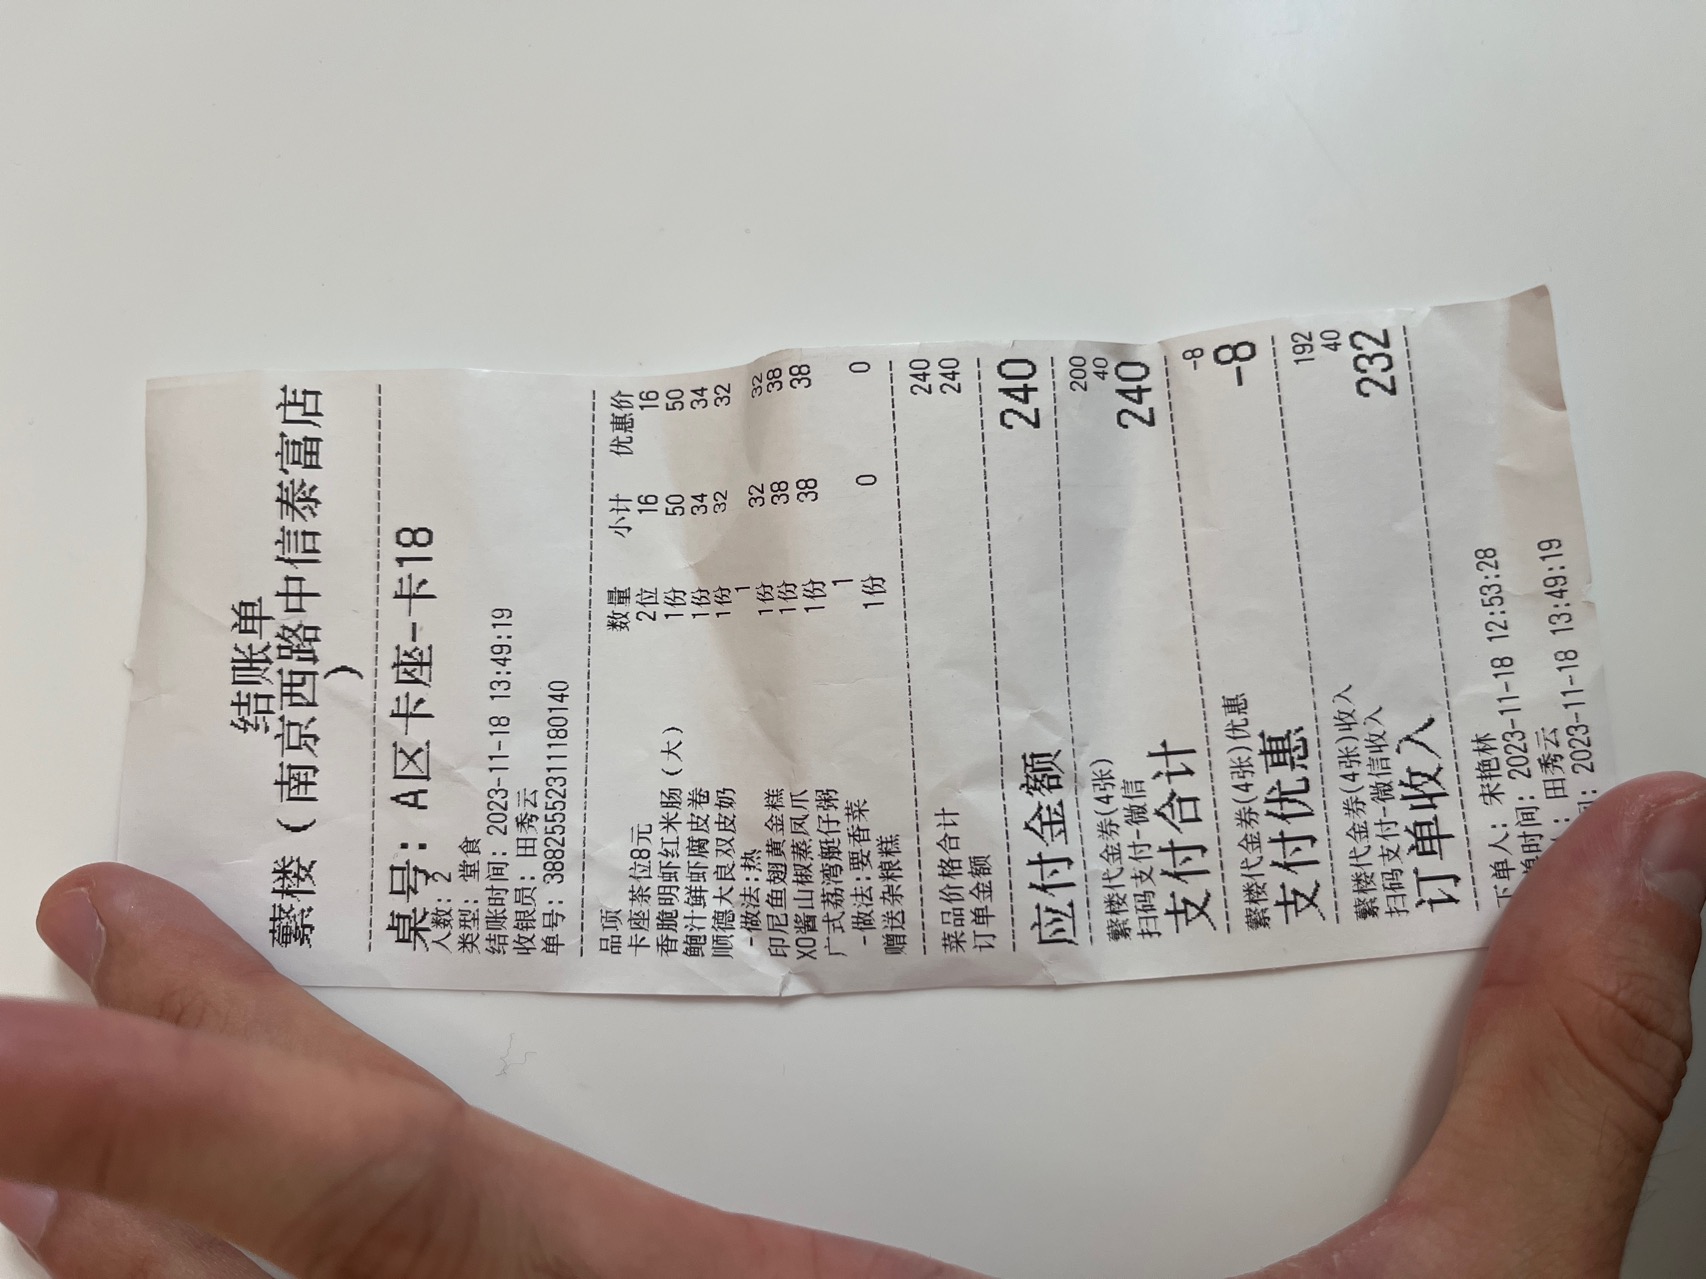 结账单
蘩楼（南京西路中信泰富店
）
桌号: A区卡座-卡18
人数: 2
类型: 堂食
结账时间: 2023-11-18 13:49:19
收银员: 田秀云
单号: 3882555231118014​0
品项 数量 小计 优惠价
卡座茶位8元 2位 16 16
香脆明虾红米肠(大) 1份 50 50
鲍汁鲜虾腐皮卷 1份 34 34
顺德大良双皮奶 1份 32 32
-做法:热 1
印尼鱼翅黄金糕 1份 32 32
XO酱山椒蒸凤爪 1份 38 38
广式荔湾艇仔粥 1份 38 38
-做法:要香菜 1
赠送杂粮糕 1份 0 0
菜品价格合计 240
订单金额 240
应付金额 240
蘩楼代金券(4张) 200
扫码支付-微信 40
支付合计 240
蘩楼代金券(4张)优惠 -8
支付优惠 -8
蘩楼代金券(4张)收入 192
扫码支付-微信收入 40
订单收入 232
下单人: 宋艳林
单时间: 2023-11-18 12:53:28
人: 田秀云
间: 2023-11-18 13:49:19